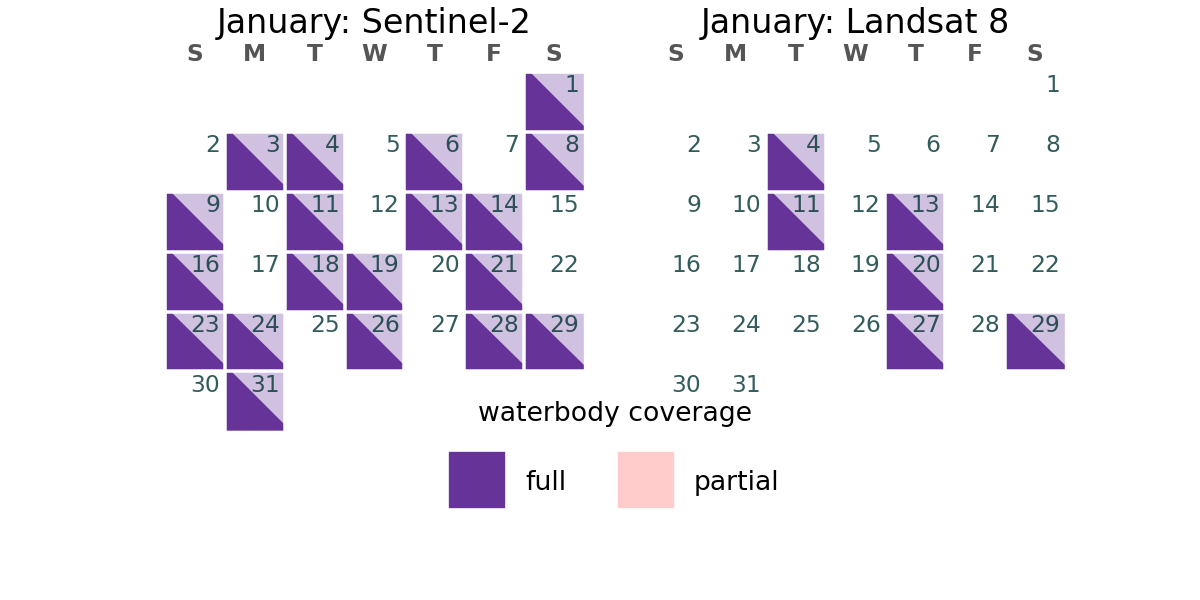 January: Sentinel-2
S M T W T F S
1
2 3 4 5 6 7 8
9 10 11 12 13 14 15
16 17 18 19 20 21 22
23 24 25 26 27 28 29
30 31
January: Landsat 8
S M T W T F S
1
2 3 4 5 6 7 8
9 10 11 12 13 14 15
16 17 18 19 20 21 22
23 24 25 26 27 28 29
30 31
waterbody coverage
full partial